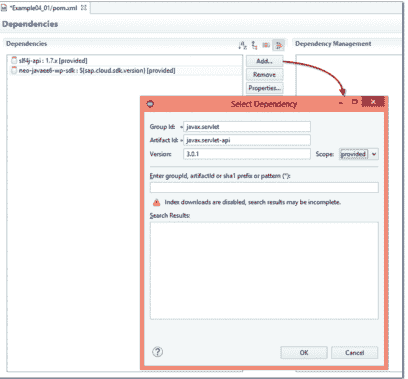 *Example04_01/pom.xml
Dependencies
Dependencies
Dependency Management
slf4j-api : 1.7.x [provided]
neo-javaee6-wp-sdk : ${sap.cloud.sdk.version} [provided]
Add...
Remove
Properties...
Select Dependency
Group Id: * javax.servlet
Artifact Id: * javax.servlet-api
Version: 3.0.1 Scope: provided
Enter groupId, artifactId or sha1 prefix or pattern (*):
Index downloads are disabled, search results may be incomplete.
Search Results:
OK
Cancel